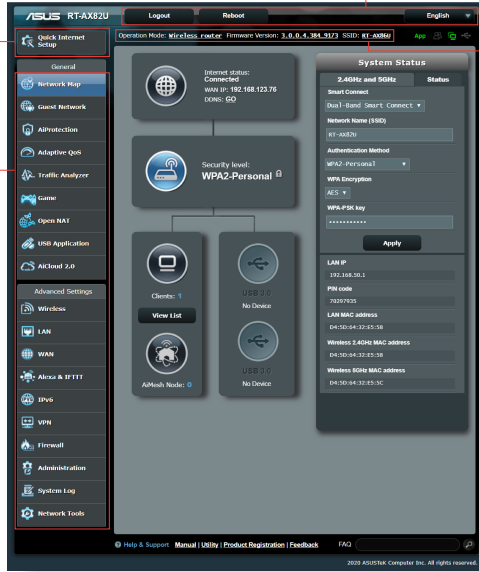 ASUS RT-AX82U
Logout
Reboot
English
Quick Internet
Setup
Operation Mode: Wireless router Firmware Version: 3.0.0.4.384_9173 SSID: RT-AX86U
App
General
Network Map
Guest Network
AiProtection
Adaptive QoS
Traffic Analyzer
Game
Open NAT
USB Application
AiCloud 2.0
Advanced Settings
Wireless
LAN
WAN
Alexa & IFTTT
IPv6
VPN
Firewall
Administration
System Log
Network Tools
Internet status:
Connected
WAN IP: 192.168.123.76
DDNS: GO
Security level:
WPA2-Personal
Clients: 1
View List
AiMesh Node: 0
USB 3.0
No Device
USB 3.0
No Device
System Status
2.4GHz and 5GHz
Status
Smart Connect
Dual-Band Smart Connect
Network Name (SSID)
RT-AX82U
Authentication Method
WPA2-Personal
WPA Encryption
AES
WPA-PSK key
•••••••••••
Apply
LAN IP
192.168.50.1
PIN code
70297935
LAN MAC address
D4:5D:64:32:E5:58
Wireless 2.4GHz MAC address
D4:5D:64:32:E5:58
Wireless 5GHz MAC address
D4:5D:64:32:E5:5C
Help & Support Manual | Utility | Product Registration | Feedback FAQ
2020 ASUSTeK Computer Inc. All rights reserved.